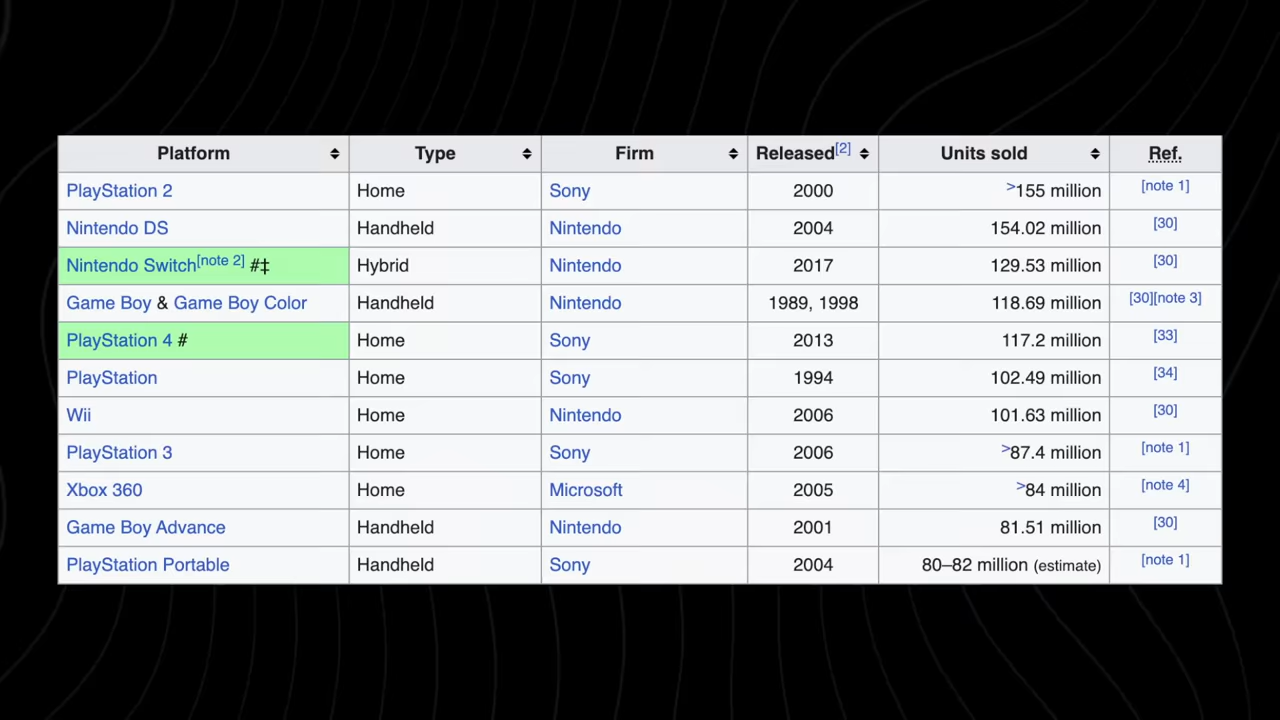 Platform Type Firm Released[2] Units sold Ref.
PlayStation 2 Home Sony 2000 >155 million [note 1]
Nintendo DS Handheld Nintendo 2004 154.02 million [30]
Nintendo Switch[note 2] #‡ Hybrid Nintendo 2017 129.53 million [30]
Game Boy & Game Boy Color Handheld Nintendo 1989, 1998 118.69 million [30][note 3]
PlayStation 4 # Home Sony 2013 117.2 million [33]
PlayStation Home Sony 1994 102.49 million [34]
Wii Home Nintendo 2006 101.63 million [30]
PlayStation 3 Home Sony 2006 >87.4 million [note 1]
Xbox 360 Home Microsoft 2005 >84 million [note 4]
Game Boy Advance Handheld Nintendo 2001 81.51 million [30]
PlayStation Portable Handheld Sony 2004 80–82 million (estimate) [note 1]